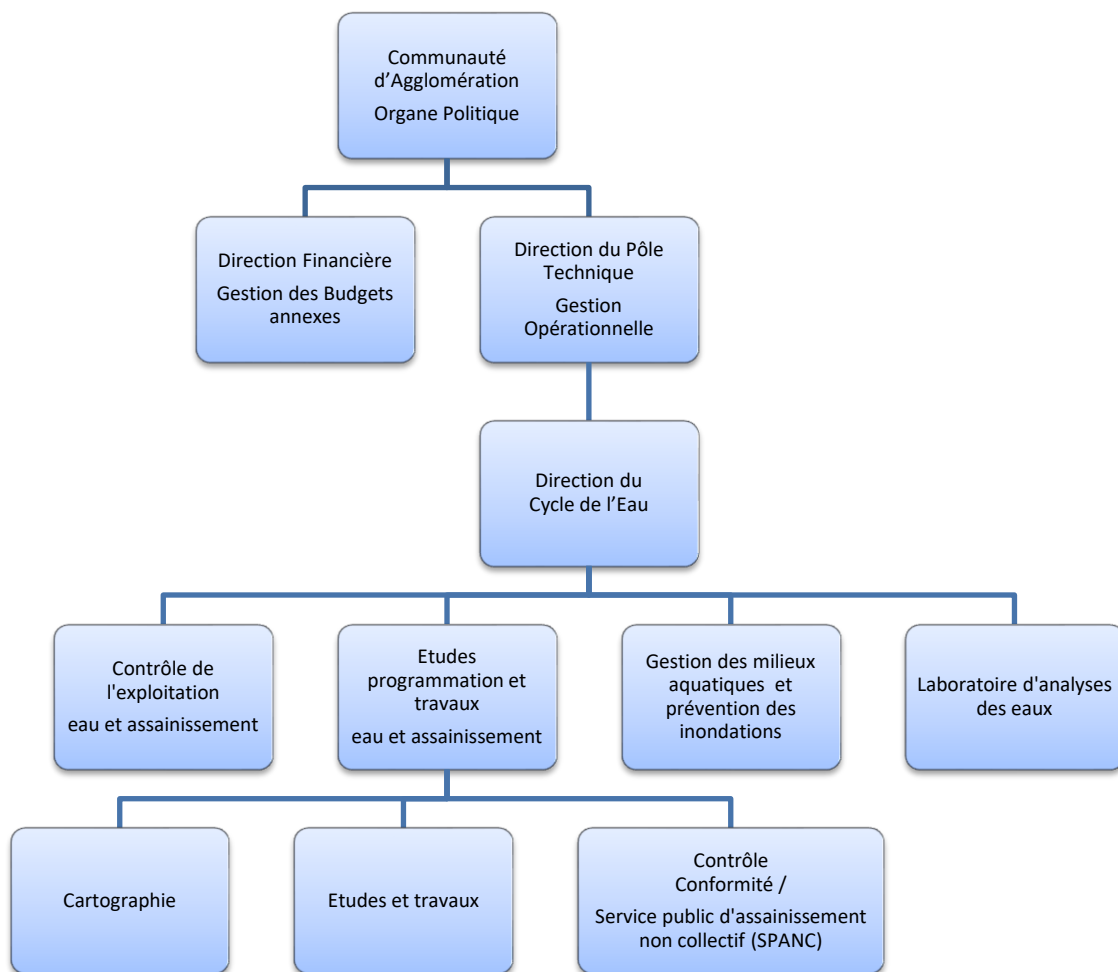 Communauté
d’Agglomération
Organe Politique
Direction Financière
Gestion des Budgets
annexes
Direction du Pôle
Technique
Gestion
Opérationnelle
Direction du
Cycle de l’Eau
Contrôle de
l'exploitation
eau et assainissement
Etudes
programmation et
travaux
eau et assainissement
Gestion des milieux
aquatiques et
prévention des
inondations
Laboratoire d'analyses
des eaux
Cartographie
Etudes et travaux
Contrôle
Conformité /
Service public d'assainissement
non collectif (SPANC)